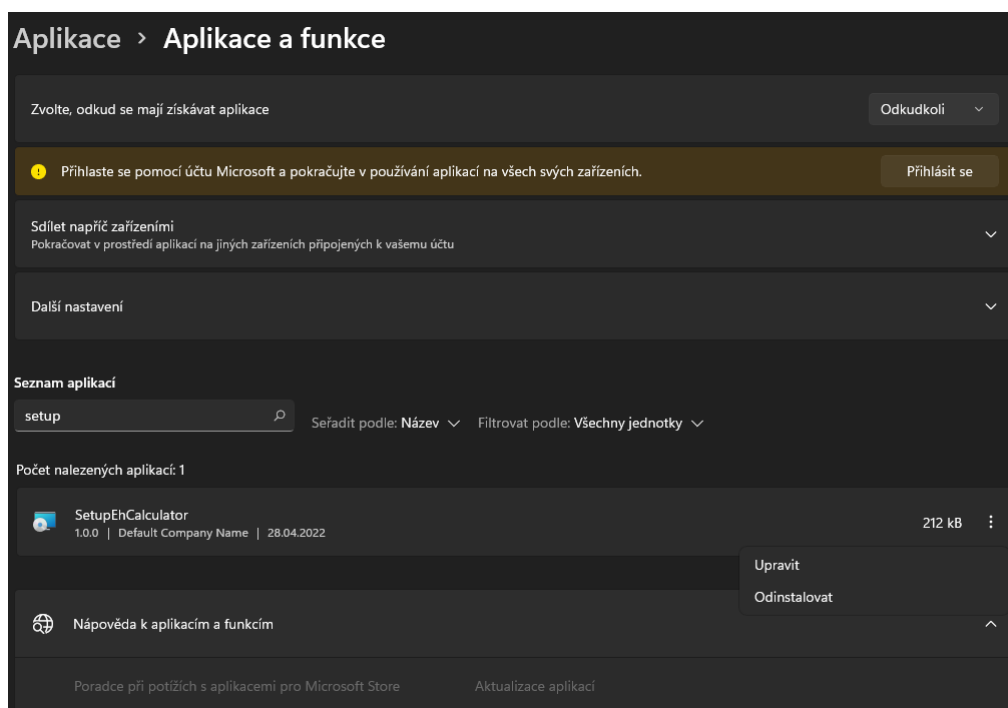 Aplikace > Aplikace a funkce
Zvolte, odkud se mají získávat aplikace
Odkudkoli
Přihlaste se pomocí účtu Microsoft a pokračujte v používání aplikací na všech svých zařízeních.
Přihlásit se
Sdílet napříč zařízeními
Pokračovat v prostředí aplikací na jiných zařízeních připojených k vašemu účtu
Další nastavení
Seznam aplikací
setup
Seřadit podle: Název
Filtrovat podle: Všechny jednotky
Počet nalezených aplikací: 1
SetupEhCalculator
1.0.0 | Default Company Name | 28.04.2022
212 kB
Upravit
Odinstalovat
Nápověda k aplikacím a funkcím
Poradce při potížích s aplikacemi pro Microsoft Store
Aktualizace aplikací